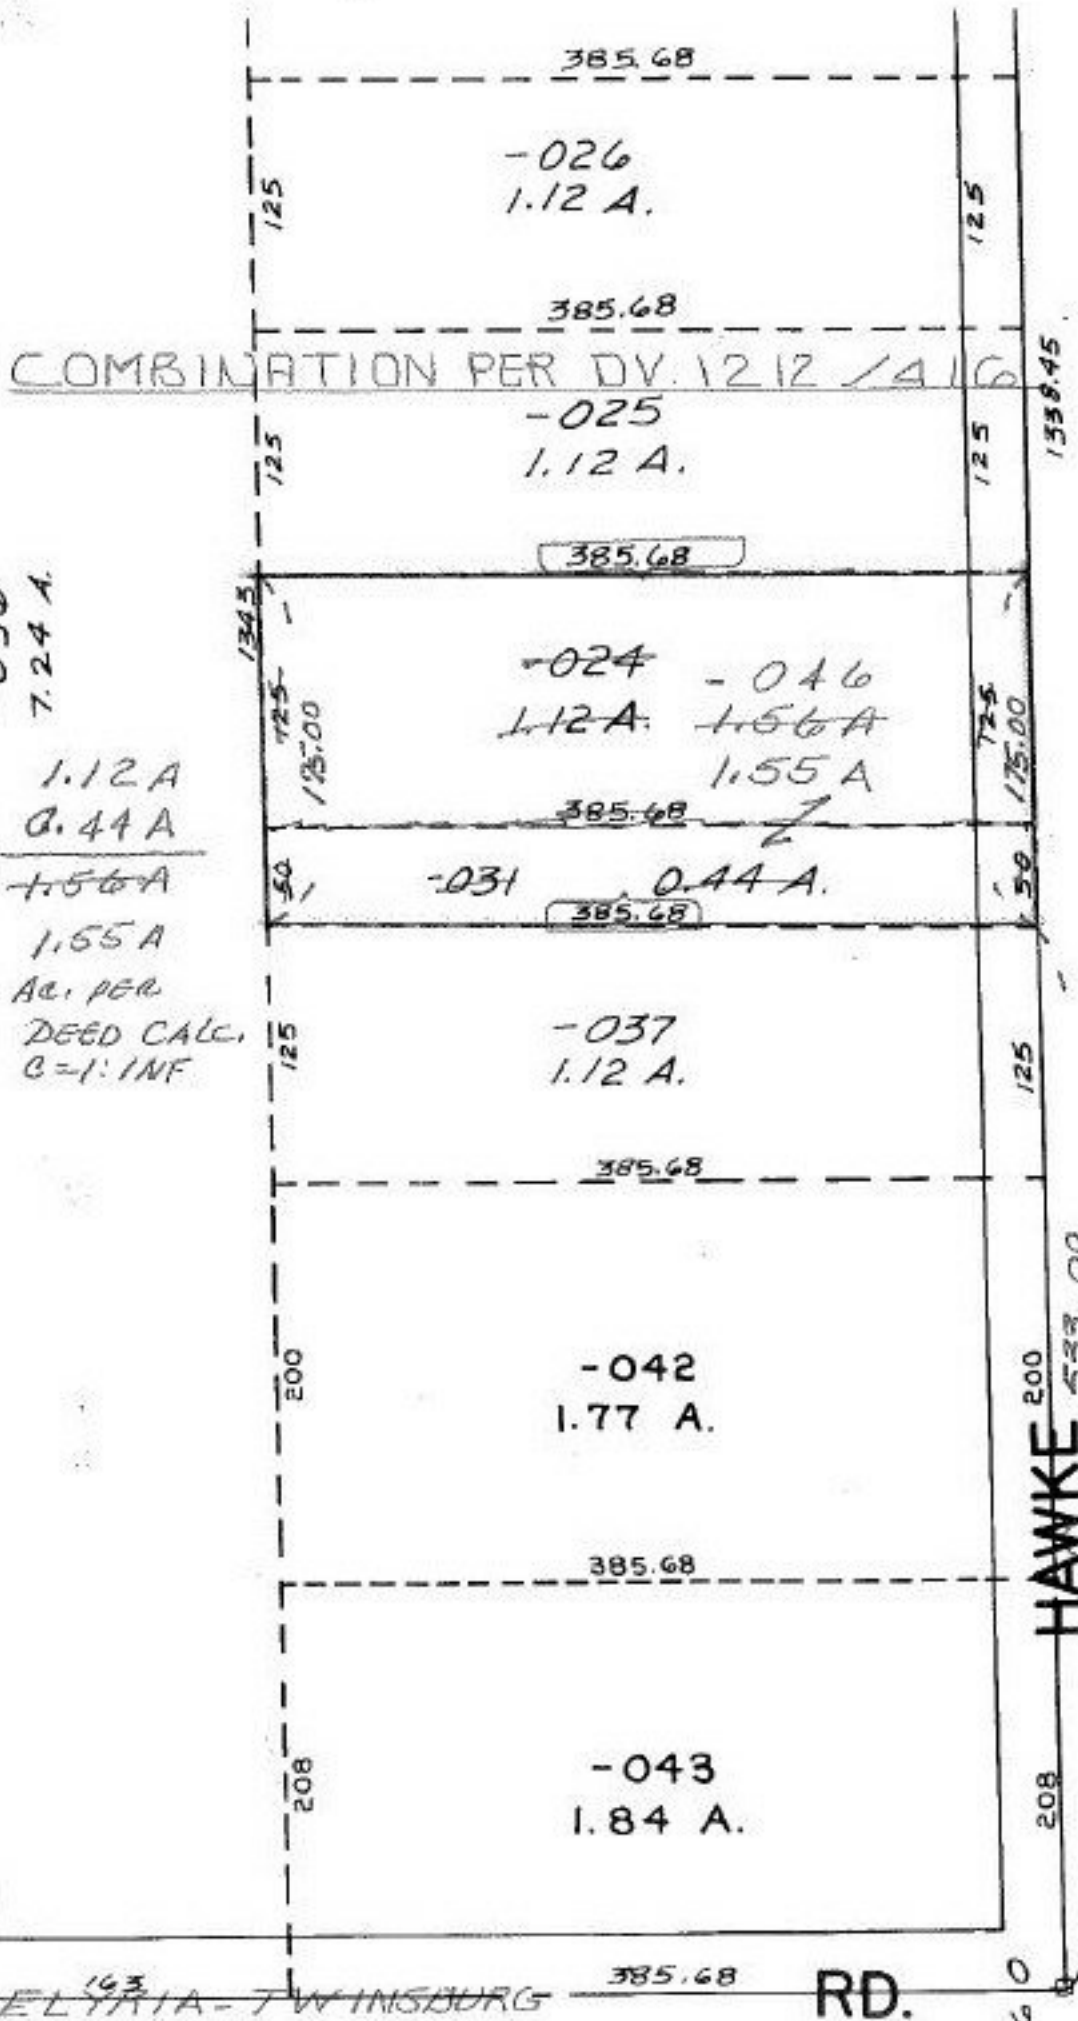 385.68
-026
1.12 A.
125
125
385.68
COMBINATION PER DV. 1212 /416
1338.45
-025
1.12 A.
125
125
385.68
7.24 A.
1343
-024
1.12 A.
-046
1.56 A
1.55 A
125
175.00
125
175.00
1.12 A
0.44 A
1.56 A
1.55 A
AC. PER
DEED CALC.
C=1: INF
385.68
50
-031
0.44 A.
50
385.68
-037
1.12 A.
125
125
385.68
-042
1.77 A.
200
200
HAWKE
385.68
-043
1.84 A.
208
208
163
385.68
ELYRIA-TWINSBURG
RD.